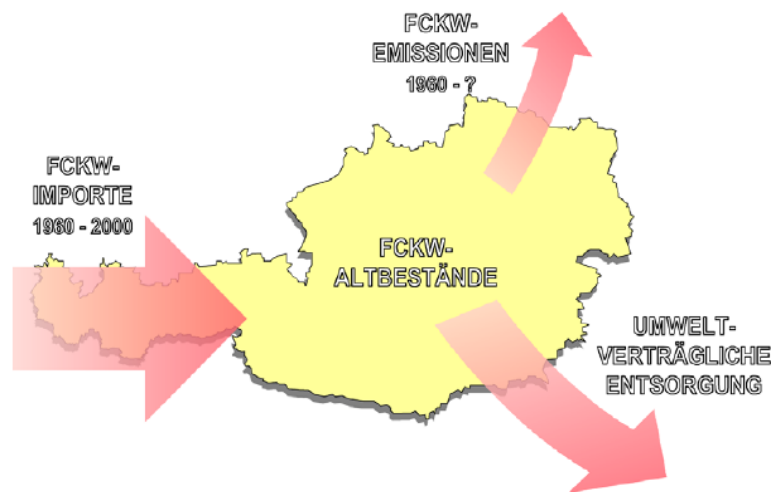 FCKW-
EMISSIONEN
1960 - ?
FCKW-
IMPORTE
1960 - 2000
FCKW-
ALTBESTÄNDE
UMWELT-
VERTRÄGLICHE
ENTSORGUNG